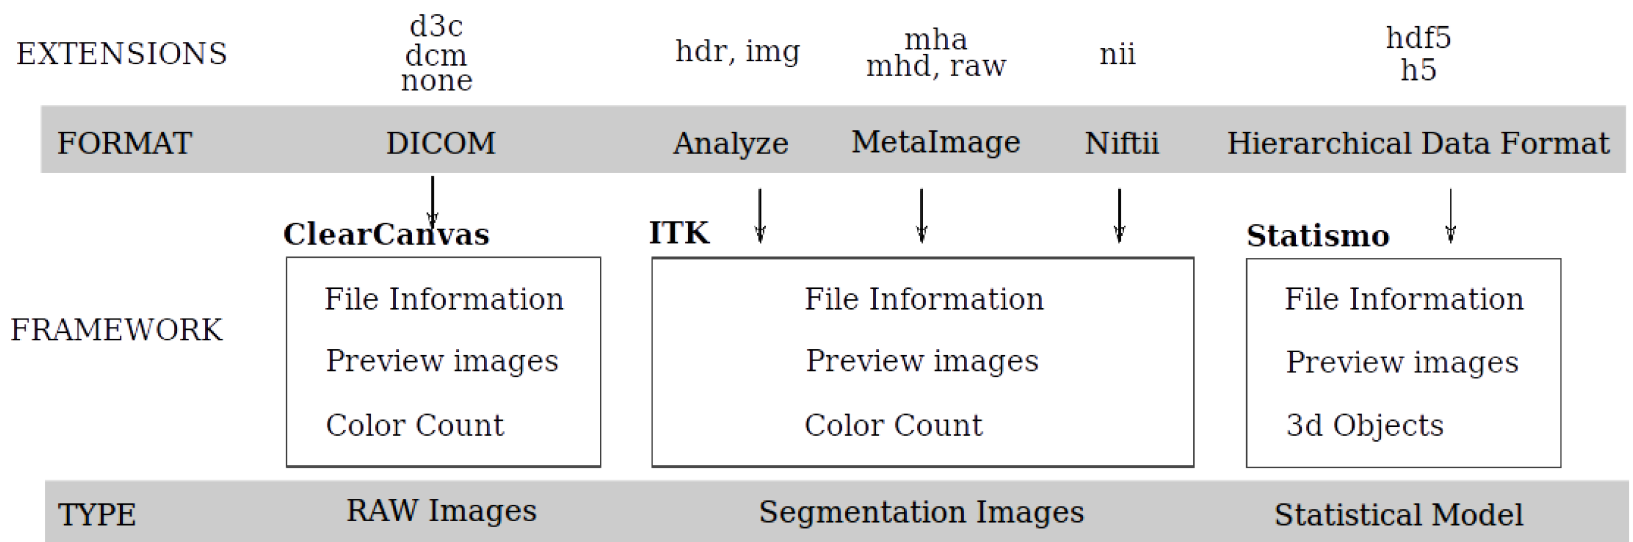 EXTENSIONS
d3c
dcm
none
hdr, img
mha
mhd, raw
nii
hdf5
h5
FORMAT DICOM Analyze MetaImage Niftii Hierarchical Data Format
ClearCanvas ITK Statismo
FRAMEWORK
File Information
Preview images
Color Count
File Information
Preview images
Color Count
File Information
Preview images
3d Objects
TYPE RAW Images Segmentation Images Statistical Model